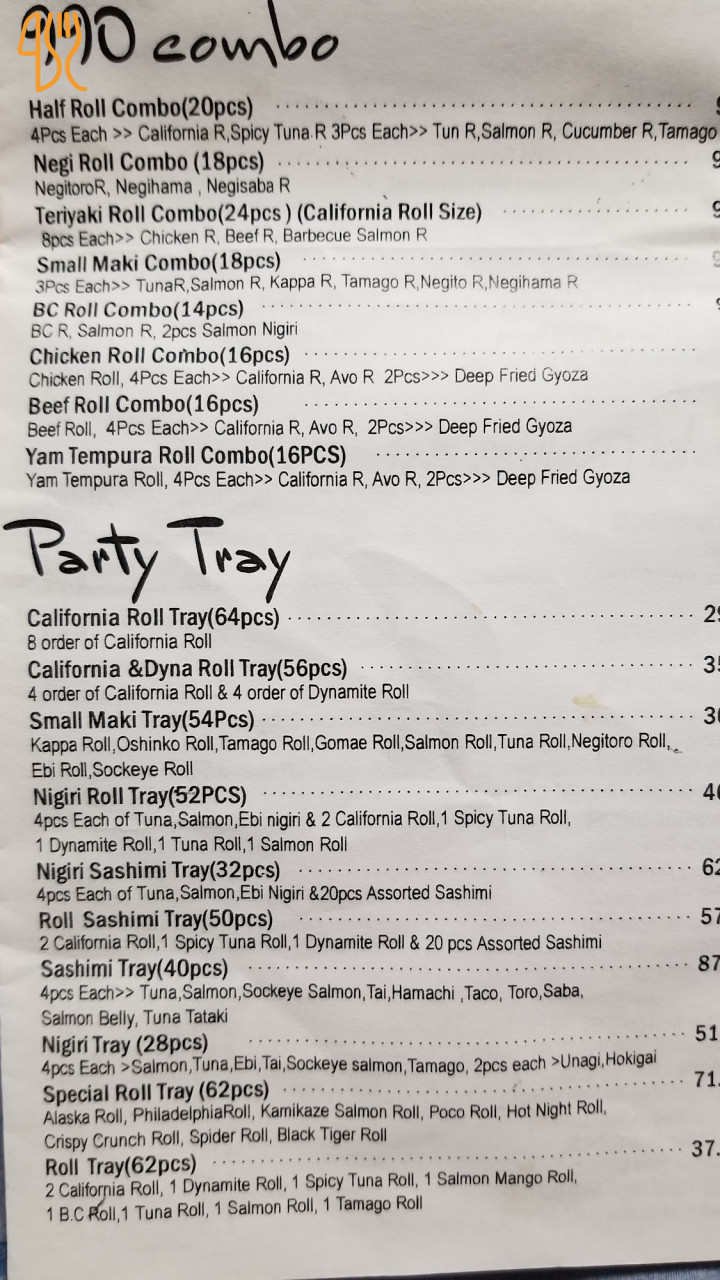 combo
Half Roll Combo(20pcs)
4Pcs Each >> California R,Spicy Tuna R 3Pcs Each>> Tun R,Salmon R, Cucumber R,Tamago
Negi Roll Combo (18pcs)
NegitoroR, Negihama , Negisaba R
Teriyaki Roll Combo(24pcs ) (California Roll Size)
8pcs Each>> Chicken R, Beef R, Barbecue Salmon R
Small Maki Combo(18pcs)
3Pcs Each>> TunaR,Salmon R, Kappa R, Tamago R,Negito R,Negihama R
BC Roll Combo(14pcs)
BC R, Salmon R, 2pcs Salmon Nigiri
Chicken Roll Combo(16pcs)
Chicken Roll, 4Pcs Each>> California R, Avo R 2Pcs>>> Deep Fried Gyoza
Beef Roll Combo(16pcs)
Beef Roll, 4Pcs Each>> California R, Avo R, 2Pcs>>> Deep Fried Gyoza
Yam Tempura Roll Combo(16PCS)
Yam Tempura Roll, 4Pcs Each>> California R, Avo R, 2Pcs>>> Deep Fried Gyoza
Party Tray
California Roll Tray(64pcs)
8 order of California Roll
California &Dyna Roll Tray(56pcs)
4 order of California Roll & 4 order of Dynamite Roll
Small Maki Tray(54Pcs)
Kappa Roll,Oshinko Roll,Tamago Roll,Gomae Roll,Salmon Roll,Tuna Roll,Negitoro Roll,
Ebi Roll,Sockeye Roll
Nigiri Roll Tray(52PCS)
4pcs Each of Tuna,Salmon,Ebi nigiri & 2 California Roll,1 Spicy Tuna Roll,
1 Dynamite Roll,1 Tuna Roll,1 Salmon Roll
Nigiri Sashimi Tray(32pcs) 62
4pcs Each of Tuna,Salmon,Ebi Nigiri &20pcs Assorted Sashimi
Roll Sashimi Tray(50pcs) 57
2 California Roll,1 Spicy Tuna Roll,1 Dynamite Roll & 20 pcs Assorted Sashimi
Sashimi Tray(40pcs) 87
4pcs Each>> Tuna,Salmon,Sockeye Salmon,Tai,Hamachi ,Taco, Toro,Saba,
Salmon Belly, Tuna Tataki
Nigiri Tray (28pcs) 51
4pcs Each >Salmon,Tuna,Ebi,Tai,Sockeye salmon,Tamago, 2pcs each >Unagi,Hokigai
Special Roll Tray (62pcs) 71.
Alaska Roll, PhiladelphiaRoll, Kamikaze Salmon Roll, Poco Roll, Hot Night Roll,
Crispy Crunch Roll, Spider Roll, Black Tiger Roll
Roll Tray(62pcs) 37.
2 California Roll, 1 Dynamite Roll, 1 Spicy Tuna Roll, 1 Salmon Mango Roll,
1 B.C Roll,1 Tuna Roll, 1 Salmon Roll, 1 Tamago Roll